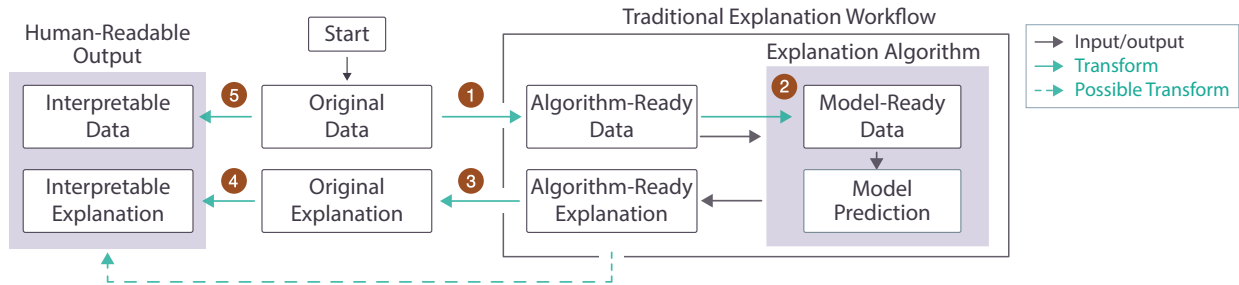 Traditional Explanation Workflow
Human-Readable
Output
Start
Explanation Algorithm
Input/output
Transform
Possible Transform
Interpretable
Data
5
Original
Data
1
Algorithm-Ready
Data
2
Model-Ready
Data
Interpretable
Explanation
4
Original
Explanation
3
Algorithm-Ready
Explanation
Model
Prediction